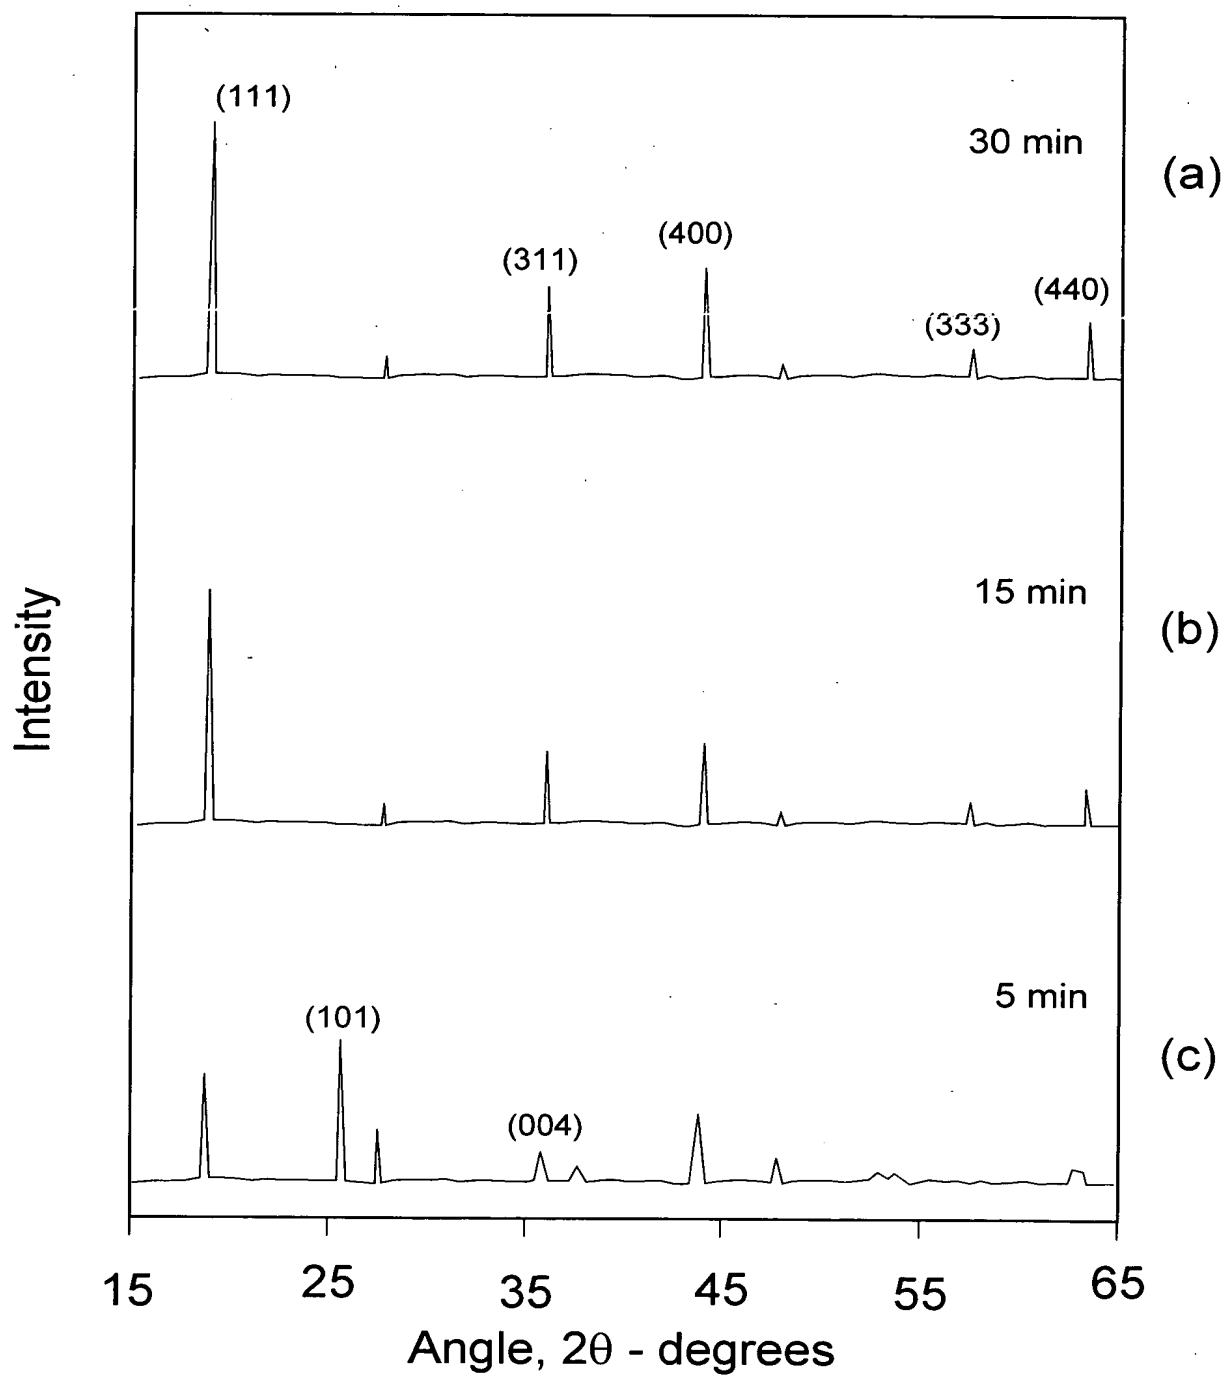 (111)
30 min
(a)
(400)
(311)
(440)
(333)
15 min
(b)
Intensity
5 min
(101)
(c)
(004)
15 25 35 45 55 65
Angle, 2θ - degrees